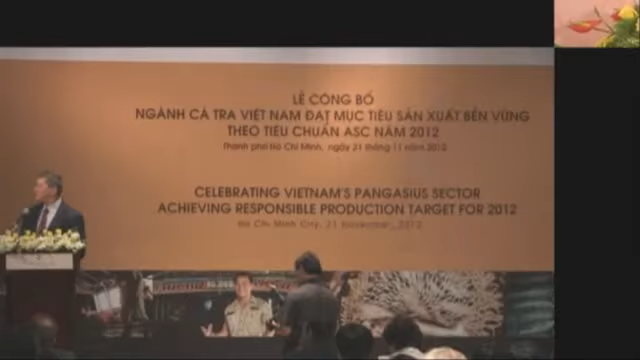 LỄ CÔNG BỐ
NGÀNH CÁ TRA VIỆT NAM ĐẠT MỤC TIÊU SẢN XUẤT BỀN VỮNG
THEO TIÊU CHUẨN ASC NĂM 2012
Thành phố Hồ Chí Minh, ngày 21 tháng 11 năm 2012
CELEBRATING VIETNAM'S PANGASIUS SECTOR
ACHIEVING RESPONSIBLE PRODUCTION TARGET FOR 2012
Ho Chi Minh City, 21 November, 2012